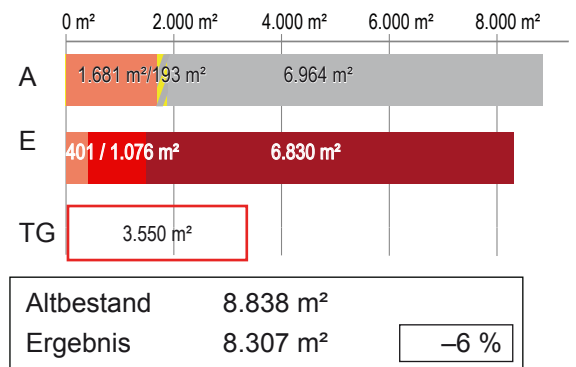 0 m² 2.000 m² 4.000 m² 6.000 m² 8.000 m²
A 1.681 m²/193 m² 6.964 m²
E 401 / 1.076 m² 6.830 m²
TG 3.550 m²
Altbestand 8.838 m²
Ergebnis 8.307 m² –6 %